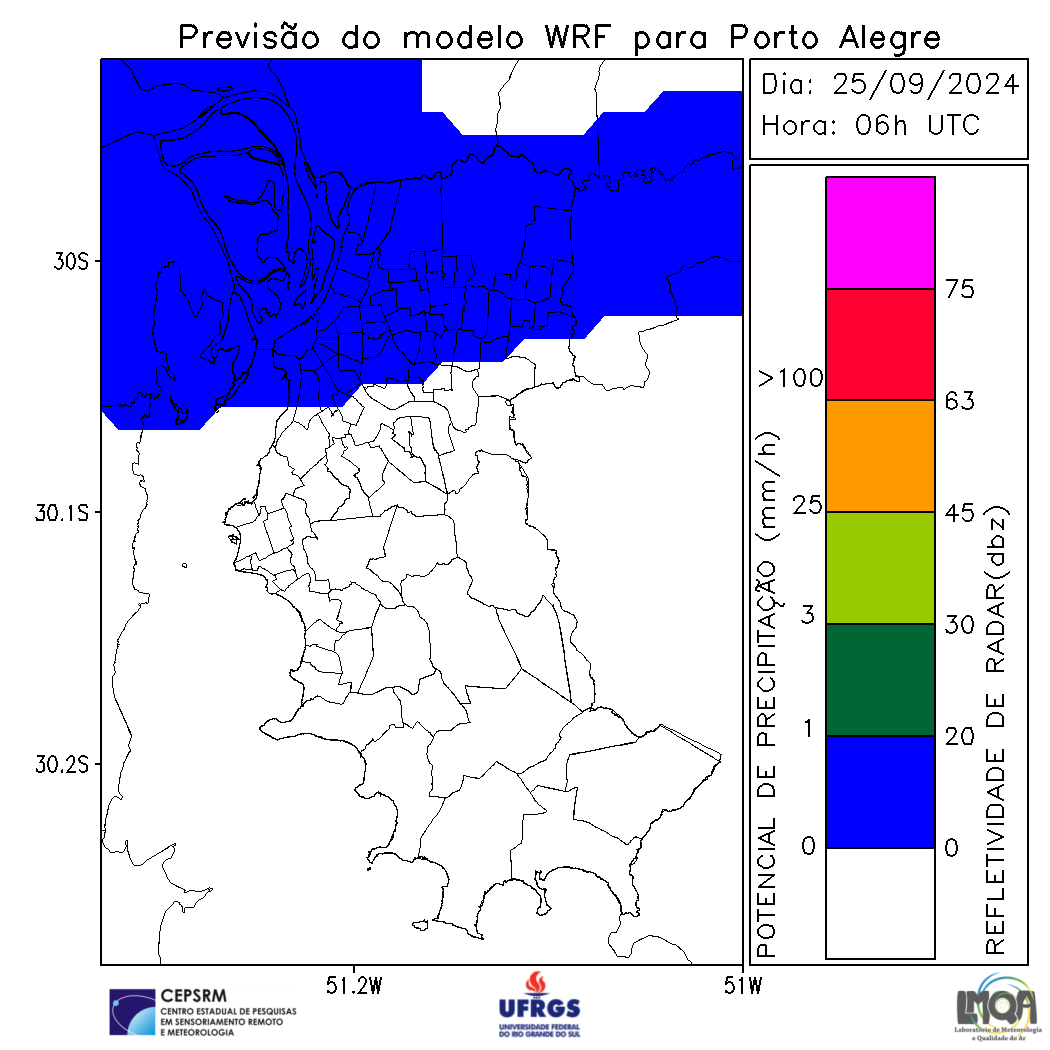 Previsão do modelo WRF para Porto Alegre
Dia: 25/09/2024
Hora: 06h UTC
30S
30.1S
30.2S
51.2W
51W
POTENCIAL DE PRECIPITAÇÃO (mm/h)
>100
25
3
1
0
75
63
45
30
20
0
REFLETIVIDADE DE RADAR(dbz)
CEPSRM
CENTRO ESTADUAL DE PESQUISAS
EM SENSORIAMENTO REMOTO
E METEOROLOGIA
UFRGS
UNIVERSIDADE FEDERAL
DO RIO GRANDE DO SUL
LMQA
Laboratório de Meteorologia
e Qualidade do Ar